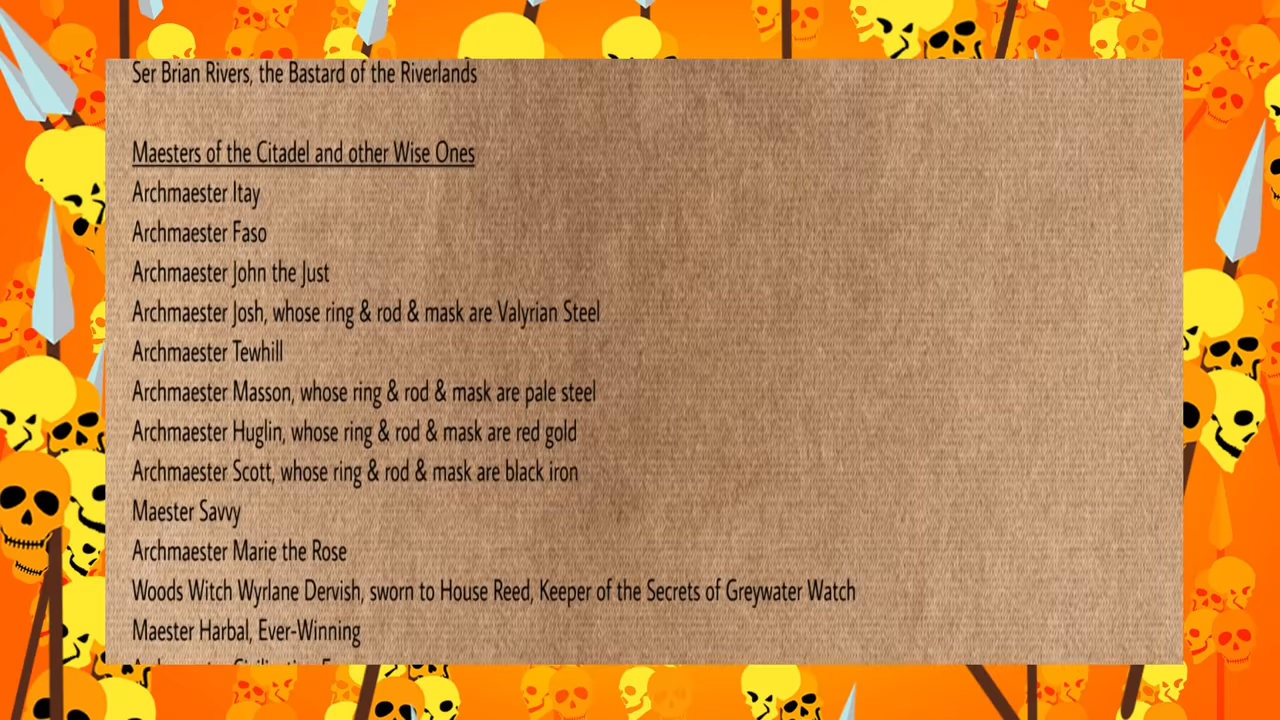 Ser Brian Rivers, the Bastard of the Riverlands
Maesters of the Citadel and other Wise Ones
Archmaester Itay
Archmaester Faso
Archmaester John the Just
Archmaester Josh, whose ring & rod & mask are Valyrian Steel
Archmaester Tewhill
Archmaester Masson, whose ring & rod & mask are pale steel
Archmaester Huglin, whose ring & rod & mask are red gold
Archmaester Scott, whose ring & rod & mask are black iron
Maester Savvy
Archmaester Marie the Rose
Woods Witch Wyrlane Dervish, sworn to House Reed, Keeper of the Secrets of Greywater Watch
Maester Harbal, Ever-Winning